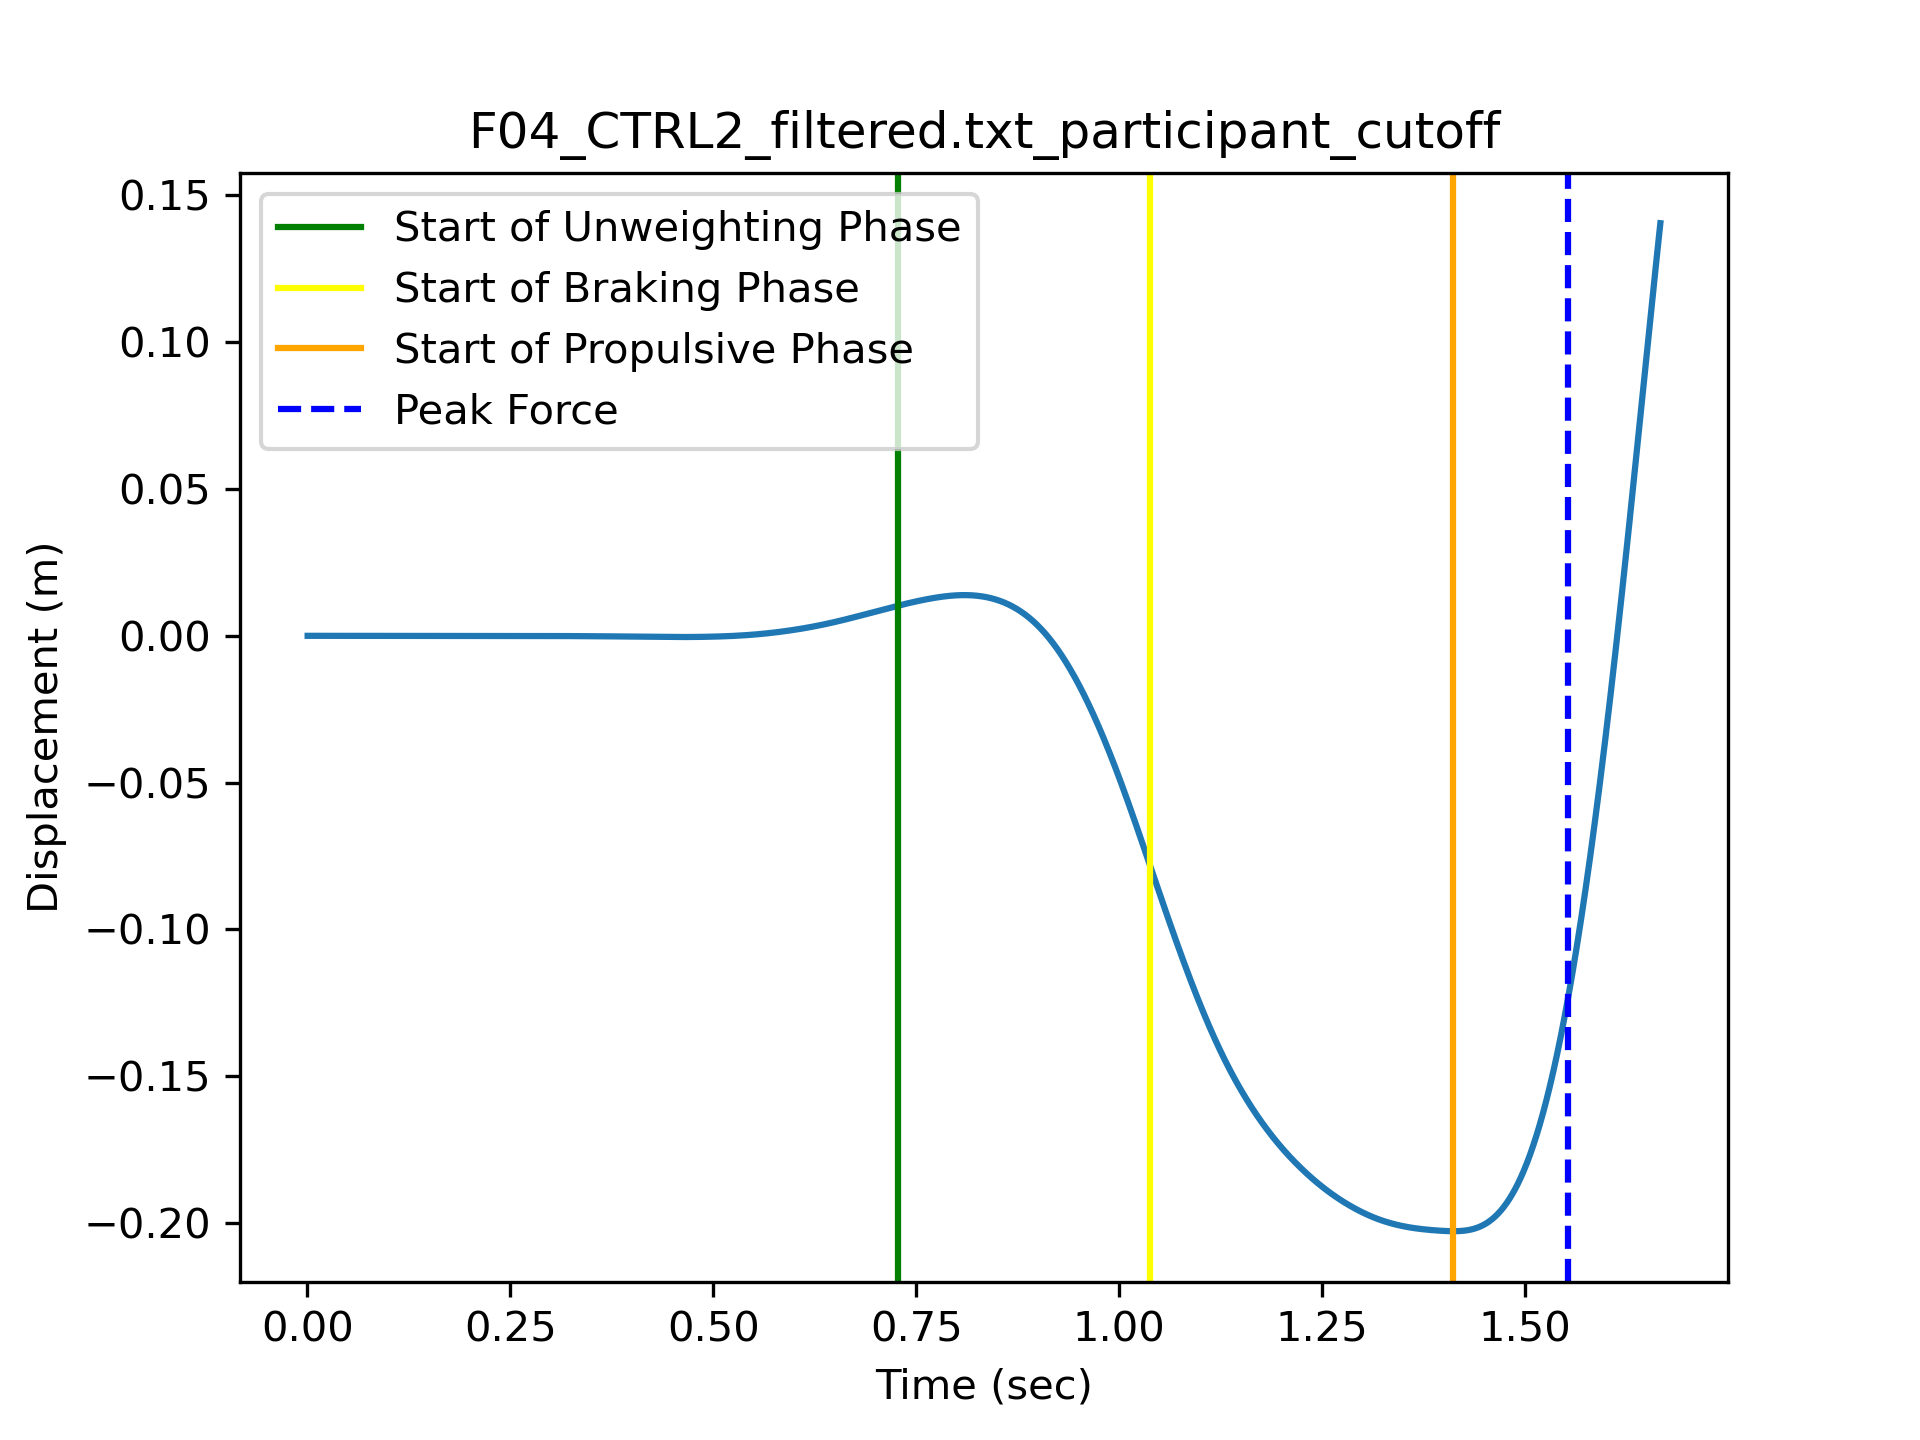 F04_CTRL2_filtered.txt_participant_cutoff
Start of Unweighting Phase
Start of Braking Phase
Start of Propulsive Phase
Peak Force
0.15
0.10
0.05
0.00
−0.05
−0.10
−0.15
−0.20
Displacement (m)
0.00 0.25 0.50 0.75 1.00 1.25 1.50
Time (sec)